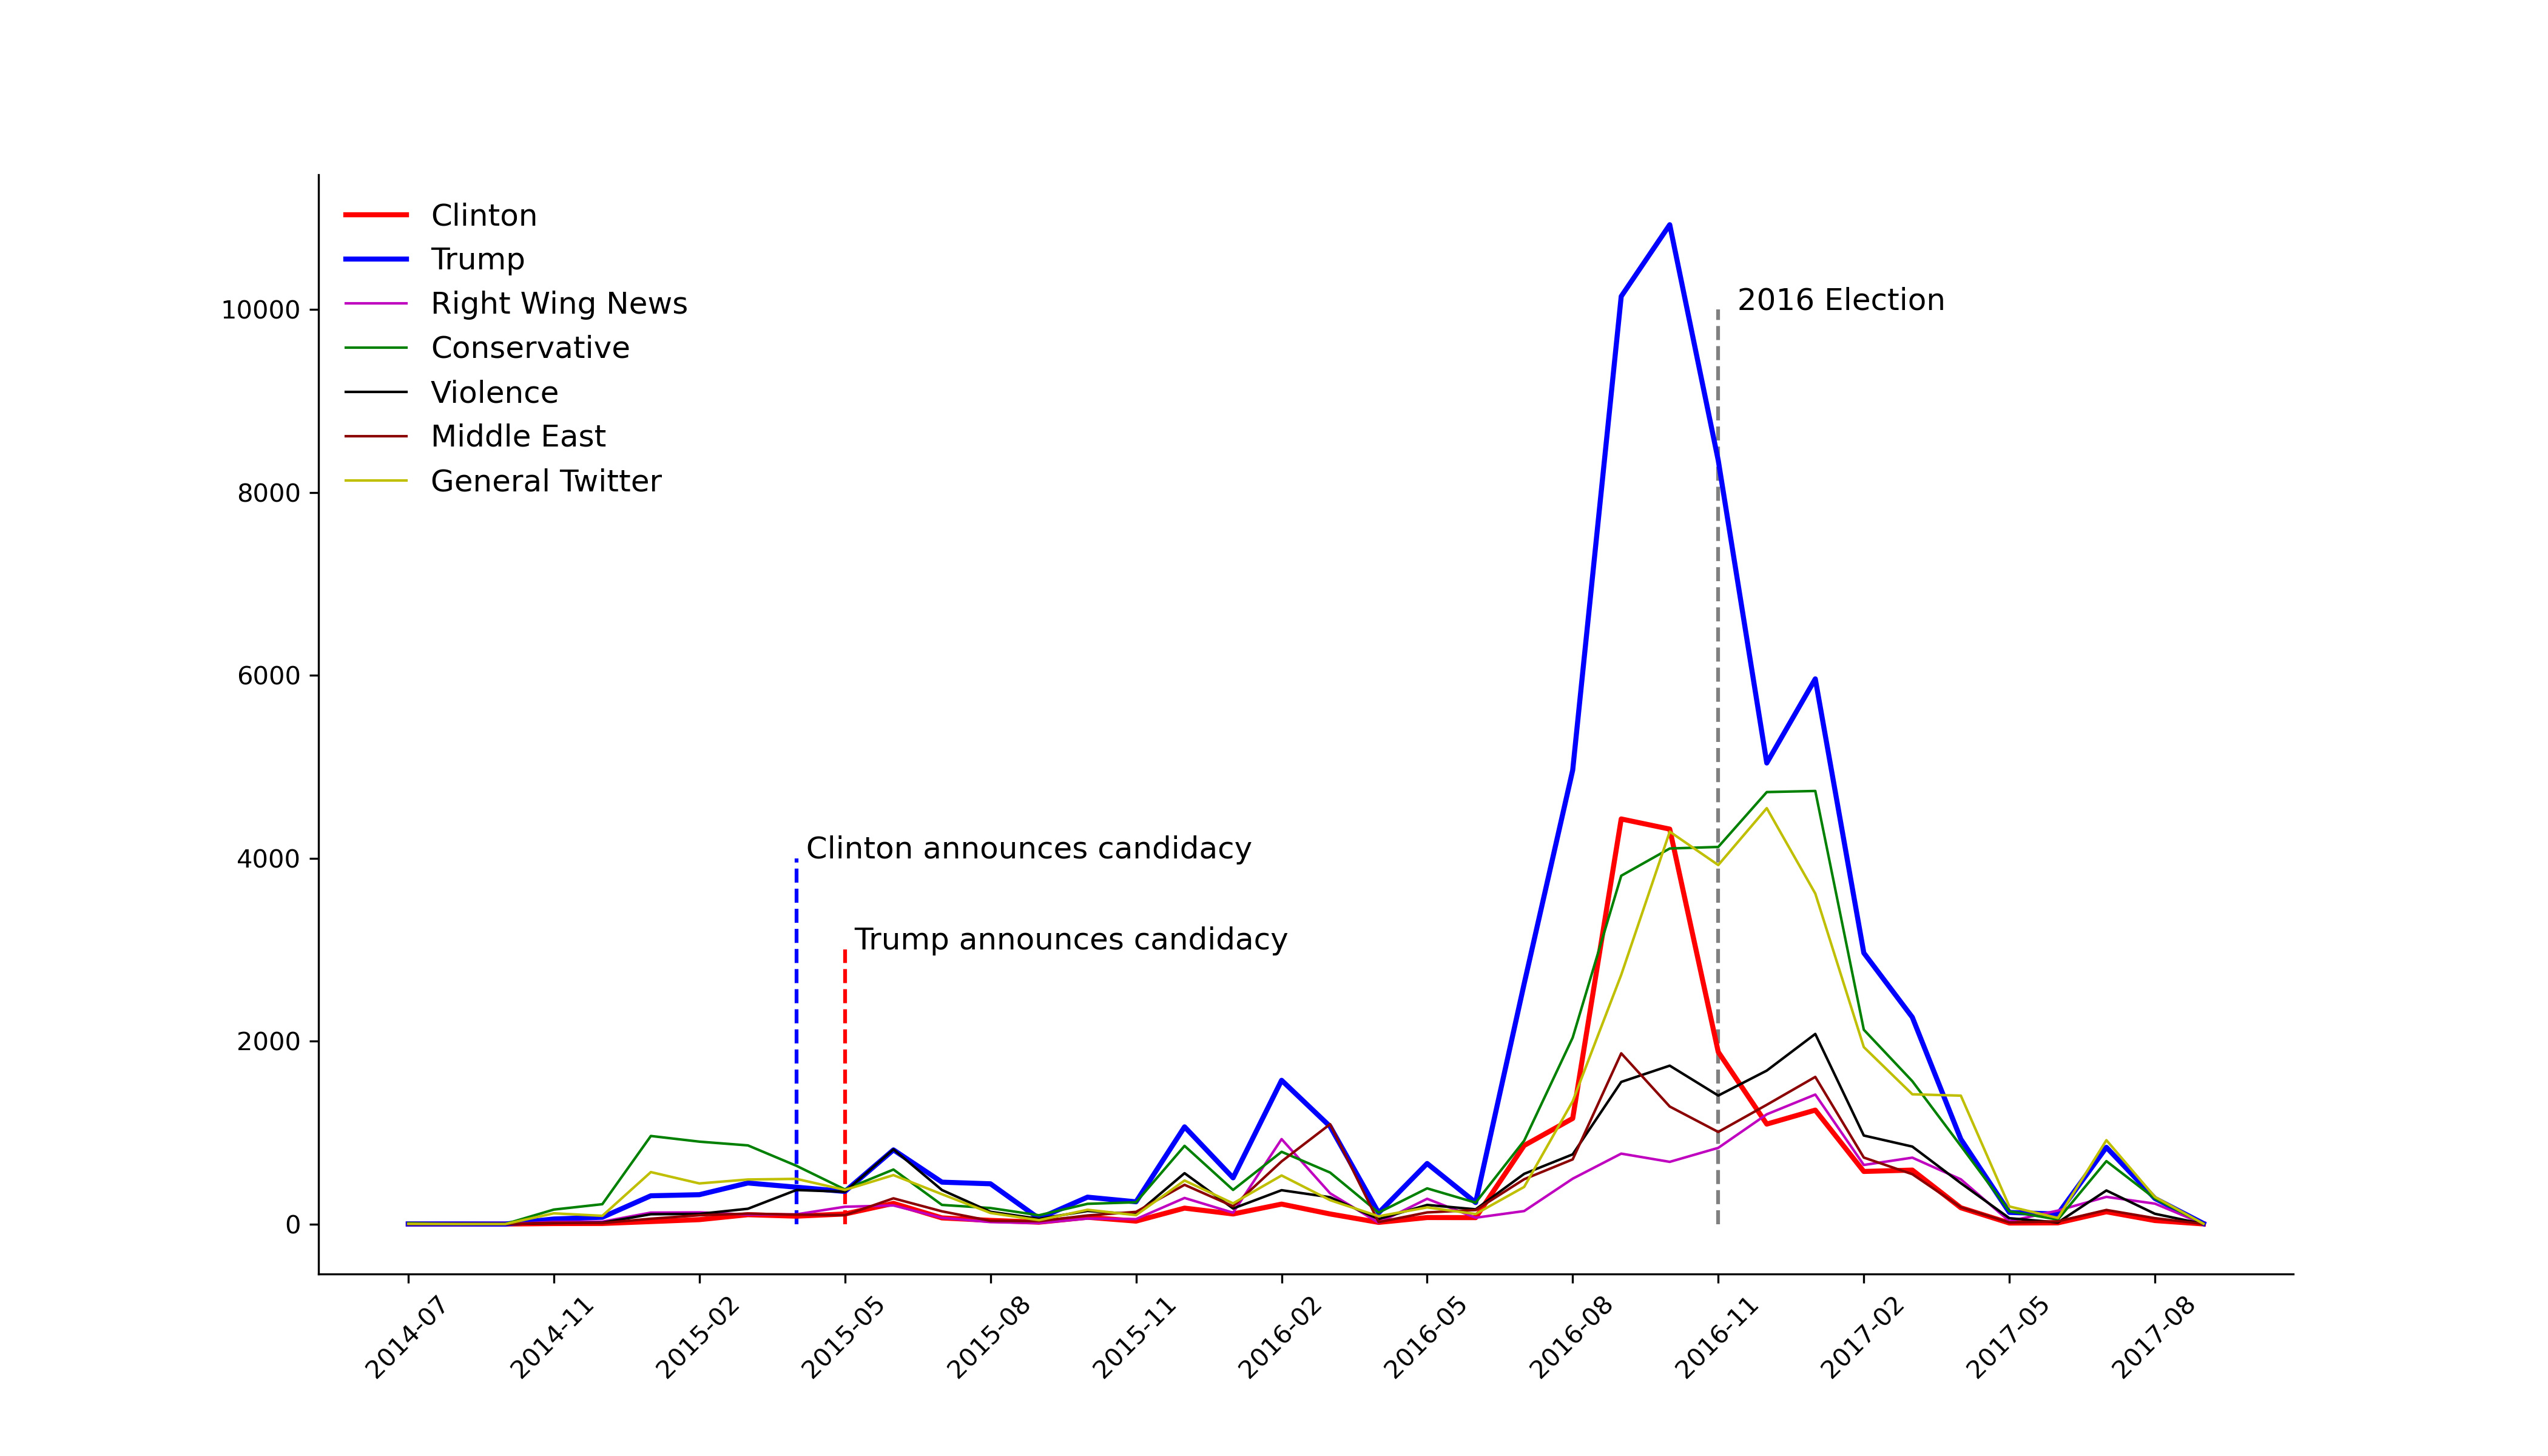 Clinton
Trump
Right Wing News
Conservative
Violence
Middle East
General Twitter
2016 Election
Clinton announces candidacy
Trump announces candidacy
10000
8000
6000
4000
2000
0
2014-07
2014-11
2015-02
2015-05
2015-08
2015-11
2016-02
2016-05
2016-08
2016-11
2017-02
2017-05
2017-08